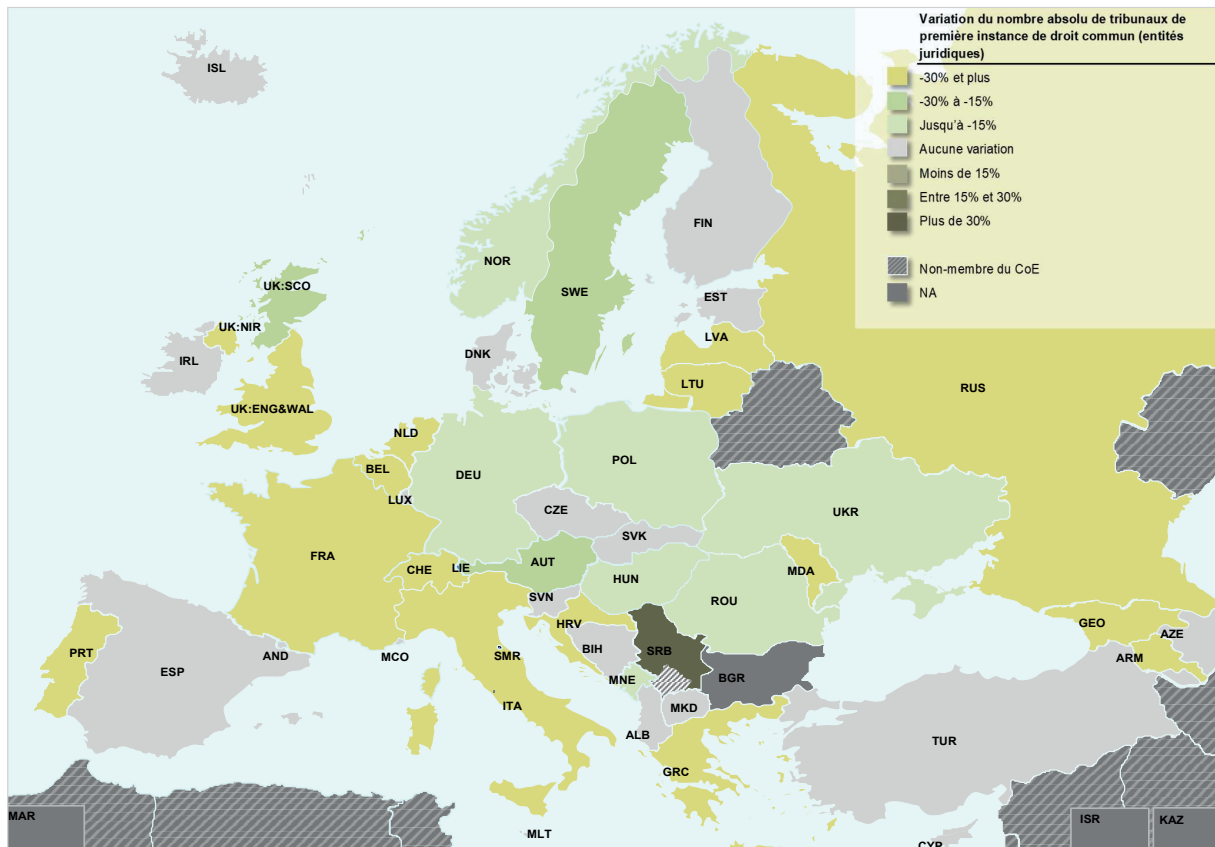 Variation du nombre absolu de tribunaux de
première instance de droit commun (entités
juridiques)
-30% et plus
-30% à -15%
Jusqu'à -15%
Aucune variation
Moins de 15%
Entre 15% et 30%
Plus de 30%
Non-membre du CoE
NA
ISL
FIN
NOR
SWE
UK:SCO
EST
UK:NIR
LVA
IRL
DNK
LTU
RUS
UK:ENG&WAL
NLD
BEL
DEU
POL
LUX
CZE
UKR
SVK
FRA
CHE
LIE
AUT
MDA
HUN
SVN
ROU
HRV
GEO
AZE
PRT
AND
MCO
SMR
BIH
SRB
ARM
ESP
MNE
BGR
ITA
MKD
ALB
TUR
GRC
MAR
MLT
CYP
ISR
KAZ